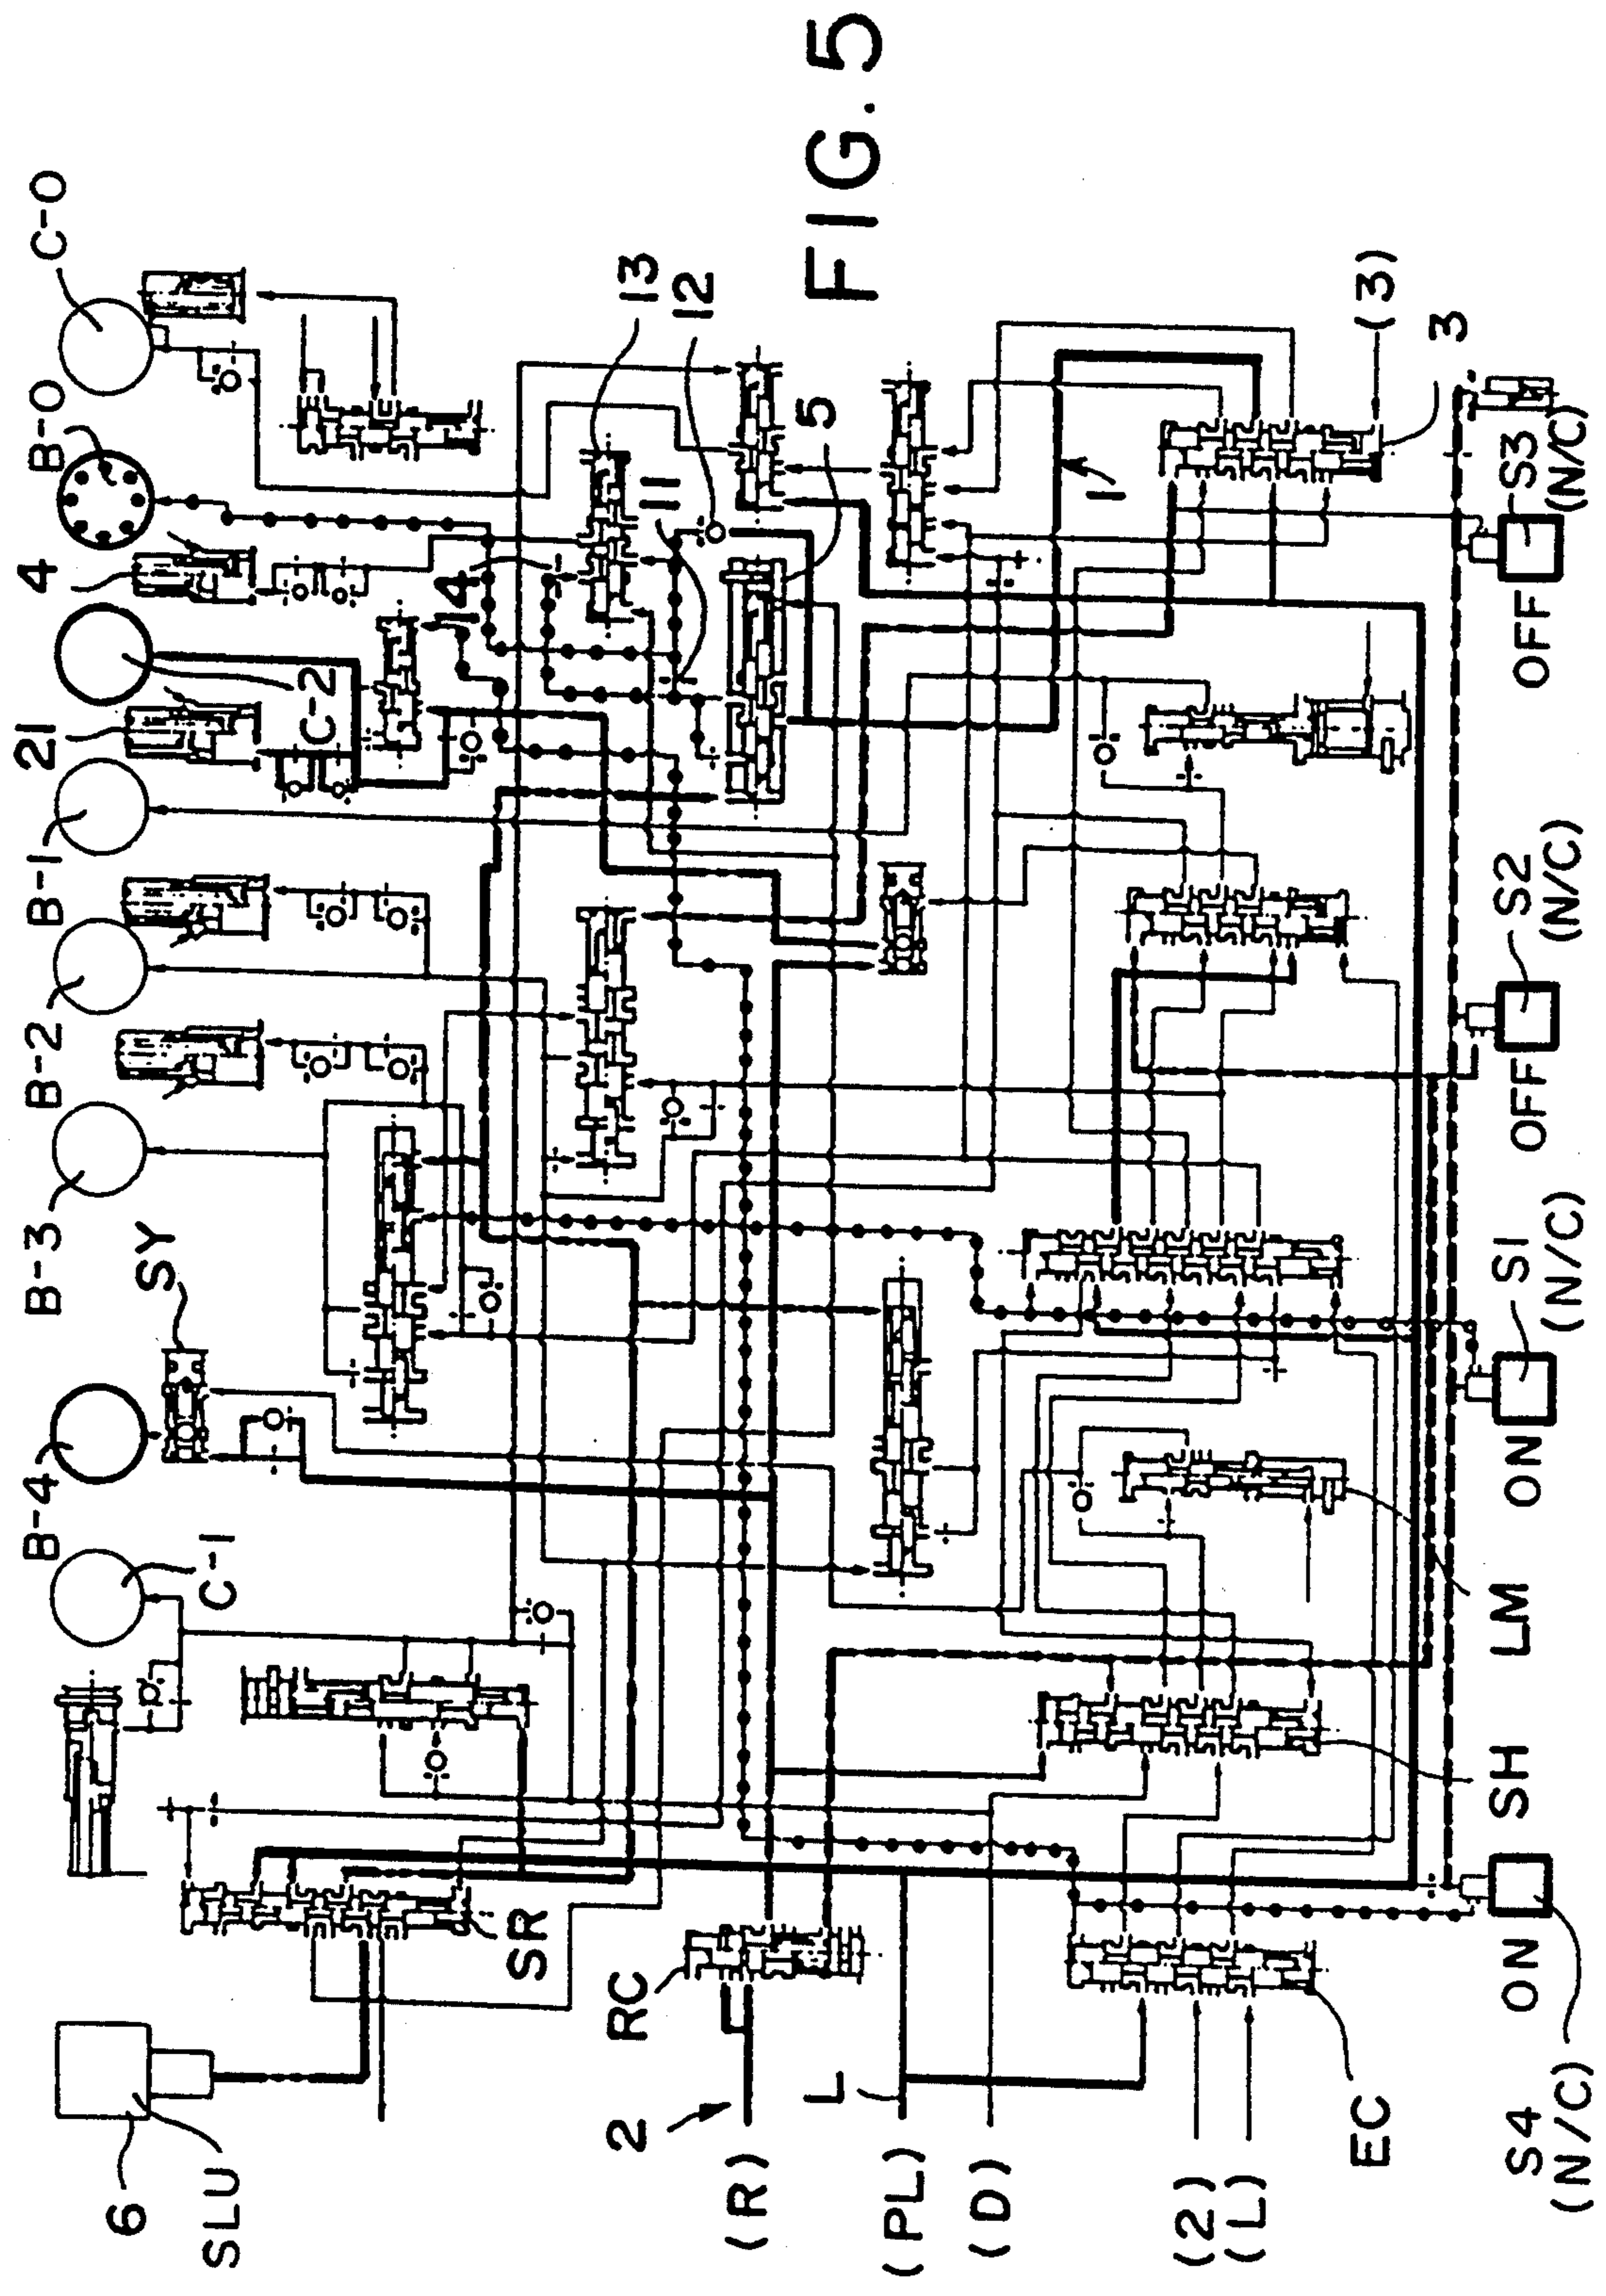 FIG. 5
C-0
B-0
4
C-2
21
B-1
B-2
B-3
SY
B-4
C-1
13
12
11
14
5
1
(3)
3
SR
RC
2
6
SLU
(R)
L
(PL)
(D)
(2)
(L)
EC
SH
LM
S3
(N/C)
OFF
S2
(N/C)
OFF
S1
(N/C)
ON
S4
(N/C)
ON